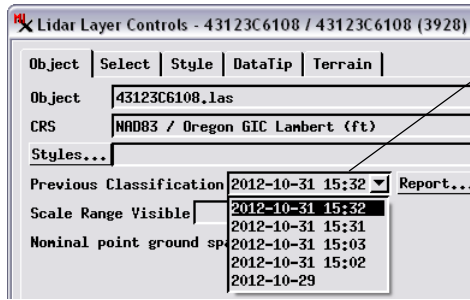 Lidar Layer Controls - 43123C6108 / 43123C6108 (3928)
Object Select Style DataTip Terrain
Object 43123C6108.las
CRS NAD83 / Oregon GIC Lambert (ft)
Styles...
Previous Classification 2012-10-31 15:32 Report...
Scale Range Visible 2012-10-31 15:32
2012-10-31 15:31
Nominal point ground 2012-10-31 15:03
2012-10-31 15:02
2012-10-29